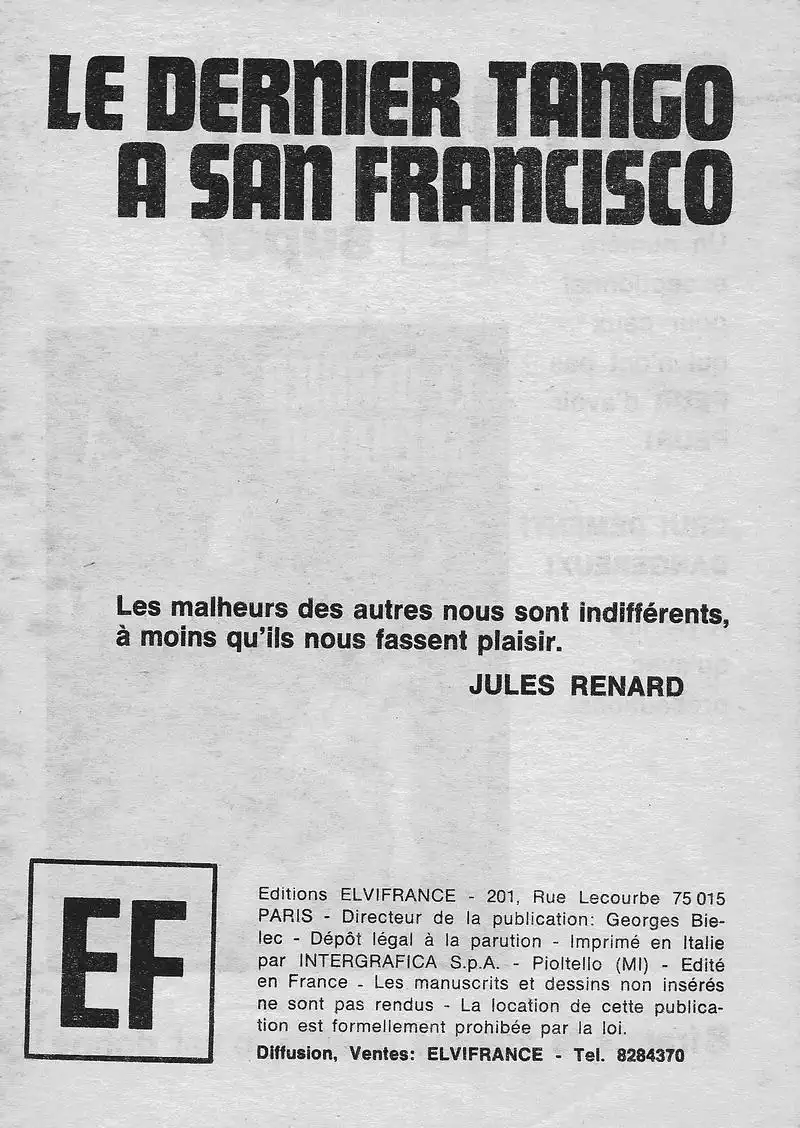 LE DERNIER TANGO
A SAN FRANCISCO
Les malheurs des autres nous sont indifférents,
à moins qu'ils nous fassent plaisir.
JULES RENARD
EF
Editions ELVIFRANCE - 201, Rue Lecourbe 75 015
PARIS - Directeur de la publication: Georges Bie-
lec - Dépôt légal à la parution - Imprimé en Italie
par INTERGRAFICA S.p.A. - Pioltello (MI) - Edité
en France - Les manuscrits et dessins non insérés
ne sont pas rendus - La location de cette publica-
tion est formellement prohibée par la loi.
Diffusion, Ventes: ELVIFRANCE - Tel. 8284370